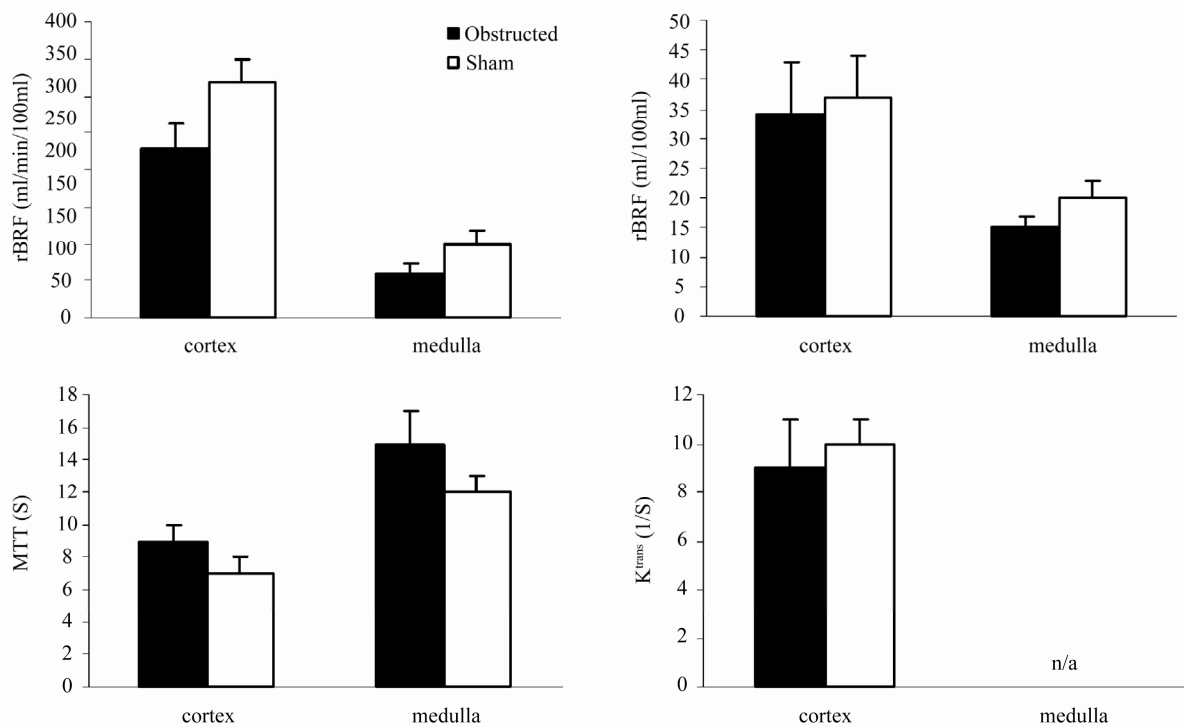 400
350
300
200
150
150
100
50
0
rBRF (ml/min/100ml)
Obstructed
Sham
cortex
medulla
50
45
40
35
30
25
20
15
10
5
0
rBRF (ml/100ml)
cortex
medulla
18
16
14
12
10
8
6
4
2
0
MTT (S)
cortex
medulla
12
10
8
6
4
2
0
Ktrans (1/S)
n/a
cortex
medulla